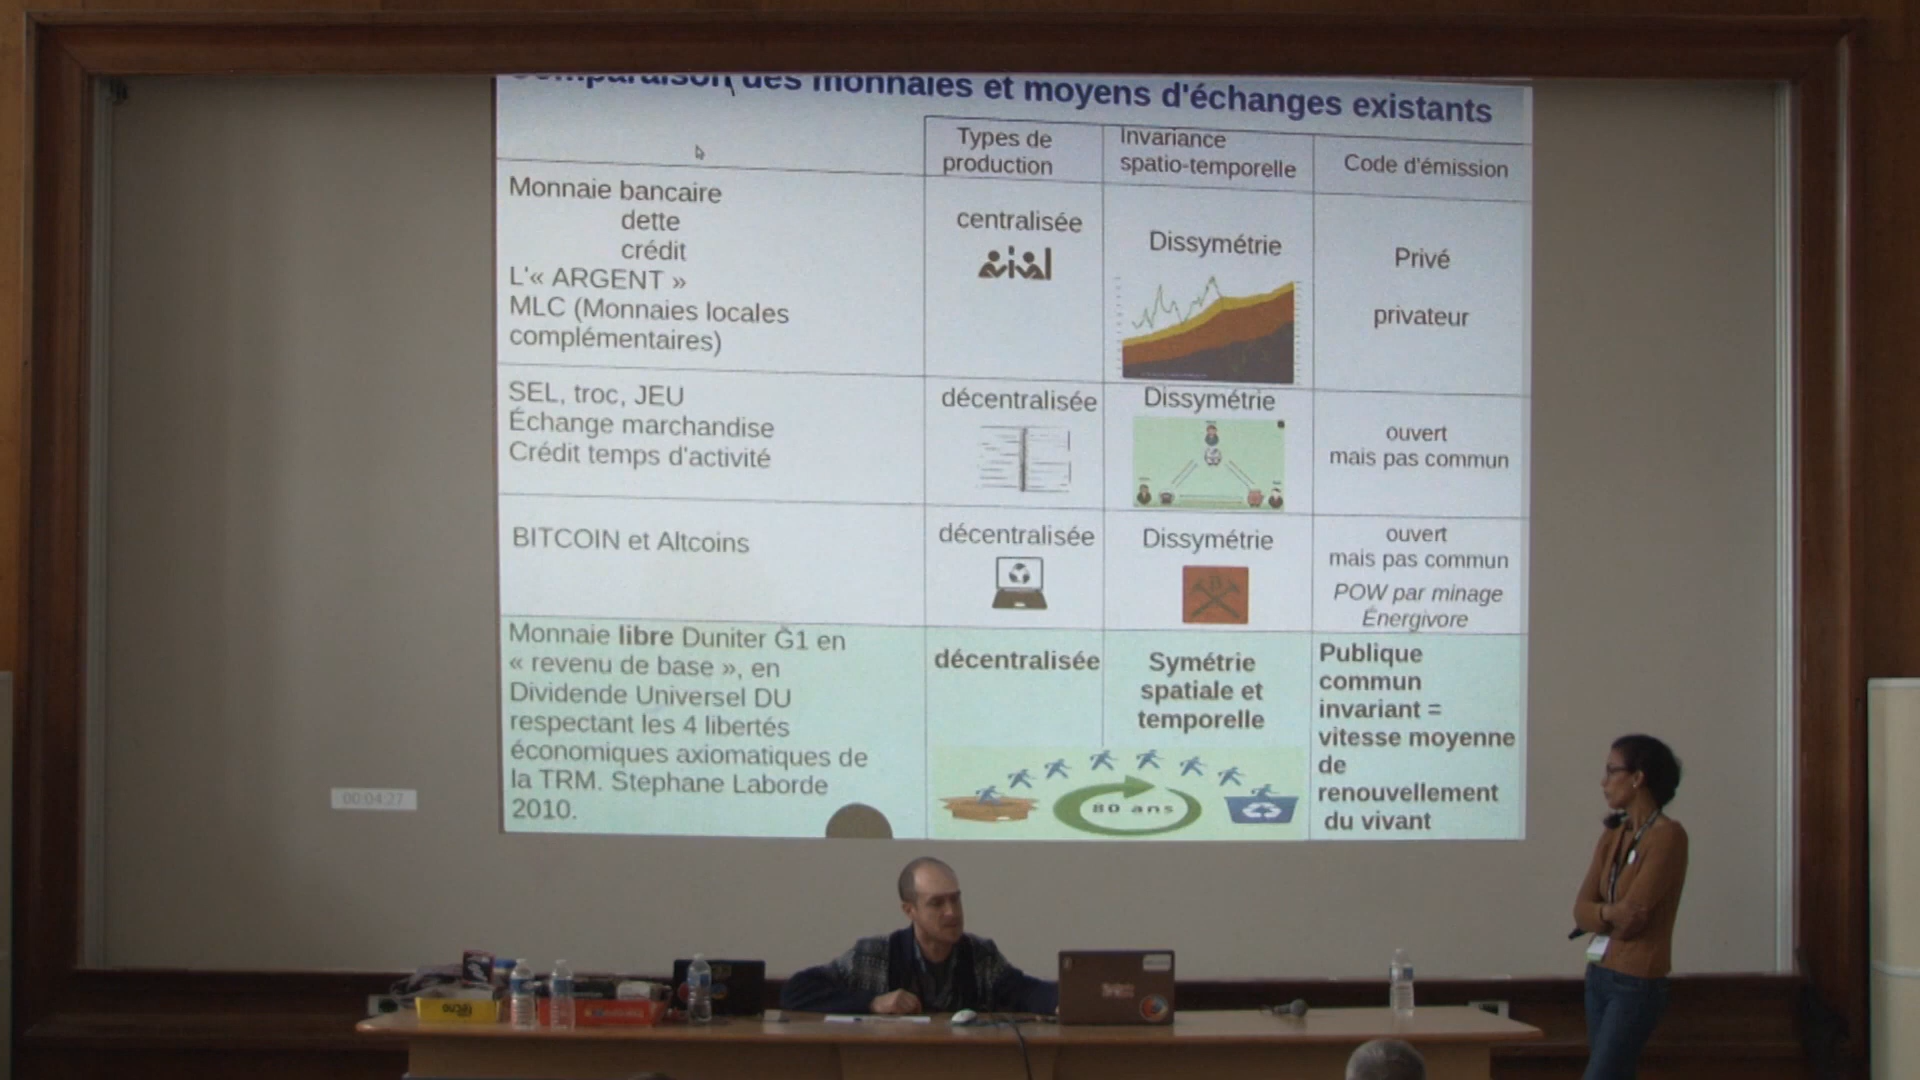 Comparaison des monnaies et moyens d'échanges existants
Types de
production
Invariance
spatio-temporelle
Code d'émission
Monnaie bancaire
dette
crédit
L'« ARGENT »
MLC (Monnaies locales
complémentaires)
centralisée
Dissymétrie
Privé
privateur
SEL, troc, JEU
Échange marchandise
Crédit temps d'activité
décentralisée
Dissymétrie
ouvert
mais pas commun
BITCOIN et Altcoins
décentralisée
Dissymétrie
ouvert
mais pas commun
POW par minage
Énergivore
Monnaie libre Duniter Ğ1 en
« revenu de base », en
Dividende Universel DU
respectant les 4 libertés
économiques axiomatiques de
la TRM. Stephane Laborde
2010.
décentralisée
Symétrie
spatiale et
temporelle
80 ans
Publique
commun
invariant =
vitesse moyenne
de
renouvellement
du vivant
00:04:27